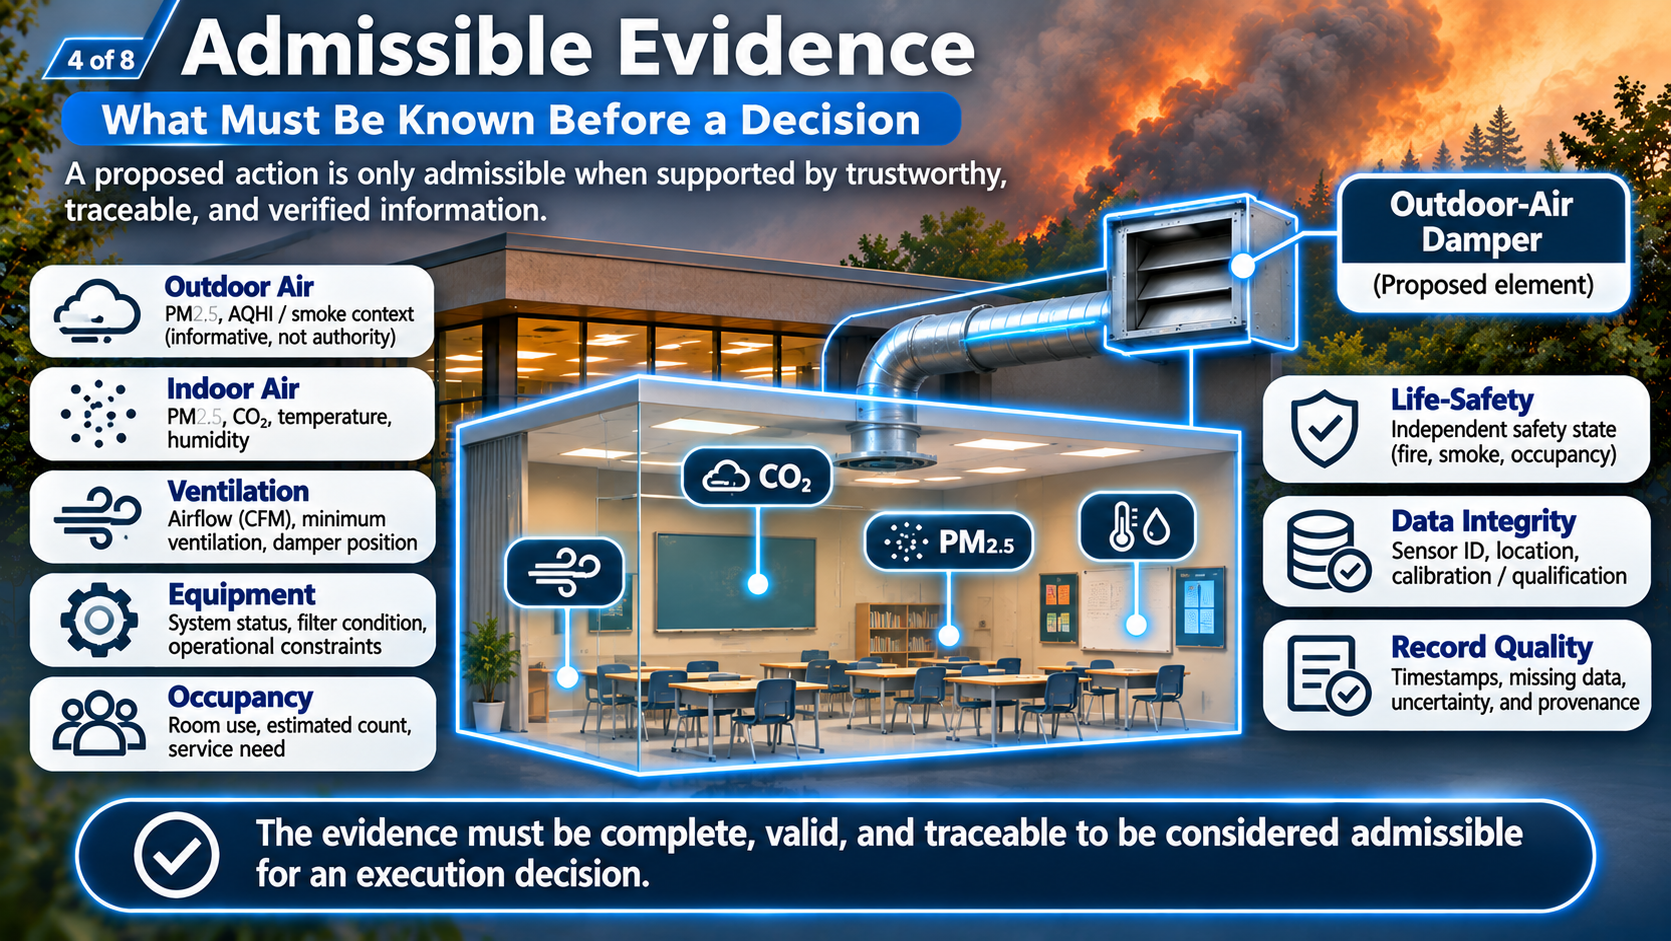 4 of 8
Admissible Evidence
What Must Be Known Before a Decision
A proposed action is only admissible when supported by trustworthy,
traceable, and verified information.
Outdoor Air
PM2.5, AQHI / smoke context
(informative, not authority)
Indoor Air
PM2.5, CO₂, temperature,
humidity
Ventilation
Airflow (CFM), minimum
ventilation, damper position
Equipment
System status, filter condition,
operational constraints
Occupancy
Room use, estimated count,
service need
CO₂
PM2.5
Outdoor-Air
Damper
(Proposed element)
Life-Safety
Independent safety state
(fire, smoke, occupancy)
Data Integrity
Sensor ID, location,
calibration / qualification
Record Quality
Timestamps, missing data,
uncertainty, and provenance
The evidence must be complete, valid, and traceable to be considered admissible
for an execution decision.